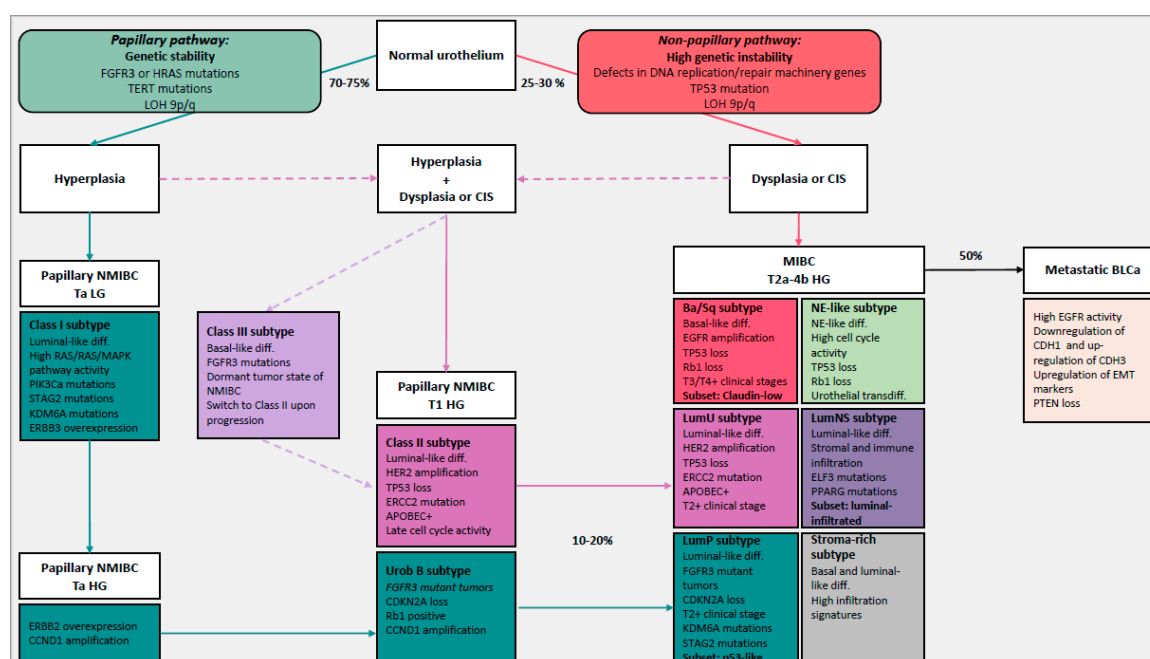 Papillary pathway:
Genetic stability
FGFR3 or HRAS mutations
TERT mutations
LOH 9p/q
70-75%
Normal urothelium
25-30 %
Non-papillary pathway:
High genetic instability
Defects in DNA replication/repair machinery genes
TP53 mutation
LOH 9p/q
Hyperplasia
Hyperplasia
+
Dysplasia or CIS
Dysplasia or CIS
Papillary NMIBC
Ta LG
Class I subtype
Luminal-like diff.
High RAS/RAS/MAPK
pathway activity
PIK3Ca mutations
STAG2 mutations
KDM6A mutations
ERBB3 overexpression
Class III subtype
Basal-like diff.
FGFR3 mutations
Dormant tumor state of
NMIBC
Switch to Class II upon
progression
Papillary NMIBC
T1 HG
Class II subtype
Luminal-like diff.
HER2 amplification
TP53 loss
ERCC2 mutation
APOBEC+
Late cell cycle activity
MIBC
T2a-4b HG
50%
Metastatic BLCa
Ba/Sq subtype
Basal-like diff.
EGFR amplification
TP53 loss
Rb1 loss
T3/T4+ clinical stages
Subset: Claudin-low
NE-like subtype
NE-like diff.
High cell cycle
activity
TP53 loss
Rb1 loss
Urothelial transdiff.
High EGFR activity
Downregulation of
CDH1 and up-
regulation of CDH3
Upregulation of EMT
markers
PTEN loss
LumU subtype
Luminal-like diff.
HER2 amplification
TP53 loss
ERCC2 mutation
APOBEC+
T2+ clinical stage
LumNS subtype
Luminal-like diff.
Stromal and immune
infiltration
ELF3 mutations
PPARG mutations
Subset: luminal-
infiltrated
10-20%
Papillary NMIBC
Ta HG
ERBB2 overexpression
CCND1 amplification
Urob B subtype
FGFR3 mutant tumors
CDKN2A loss
Rb1 positive
CCND1 amplification
LumP subtype
Luminal-like diff.
FGFR3 mutant
tumors
CDKN2A loss
T2+ clinical stage
KDM6A mutations
STAG2 mutations
Subset: p53-like
Stroma-rich
subtype
Basal and luminal-
like diff.
High infiltration
signatures